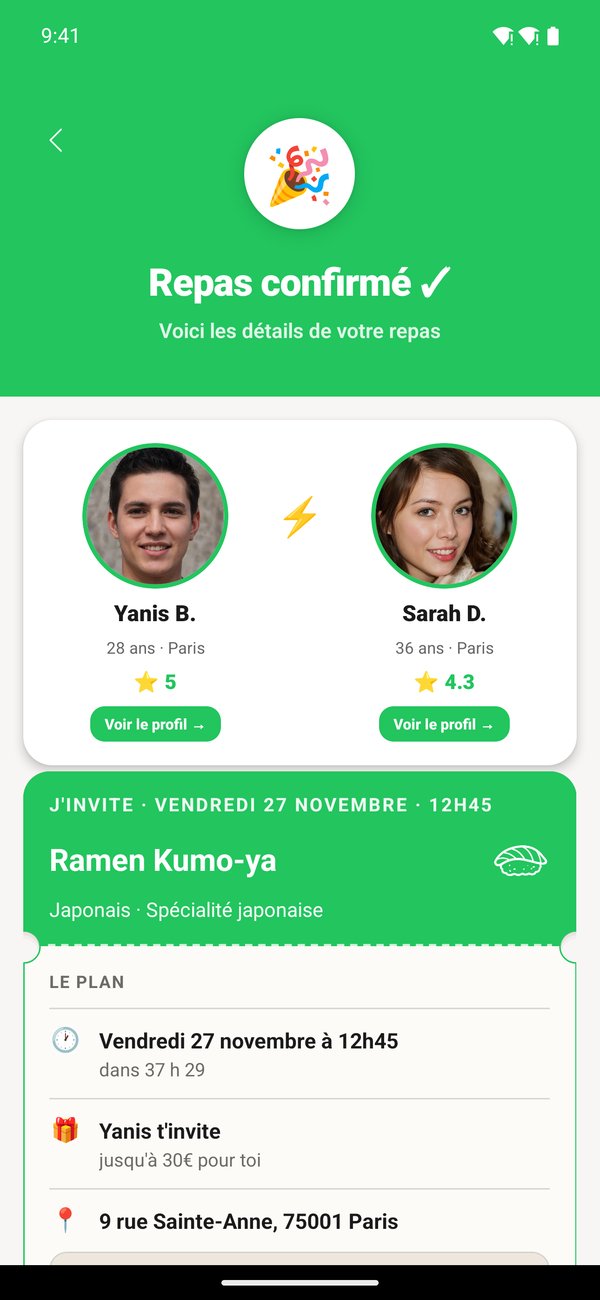 9:41
Repas confirmé ✓
Voici les détails de votre repas
Yanis B.
28 ans · Paris
⭐ 5
Voir le profil →
Sarah D.
36 ans · Paris
⭐ 4.3
Voir le profil →
J'INVITE · VENDREDI 27 NOVEMBRE · 12H45
Ramen Kumo-ya
Japonais · Spécialité japonaise
LE PLAN
Vendredi 27 novembre à 12h45
dans 37 h 29
Yanis t'invite
jusqu'à 30€ pour toi
9 rue Sainte-Anne, 75001 Paris